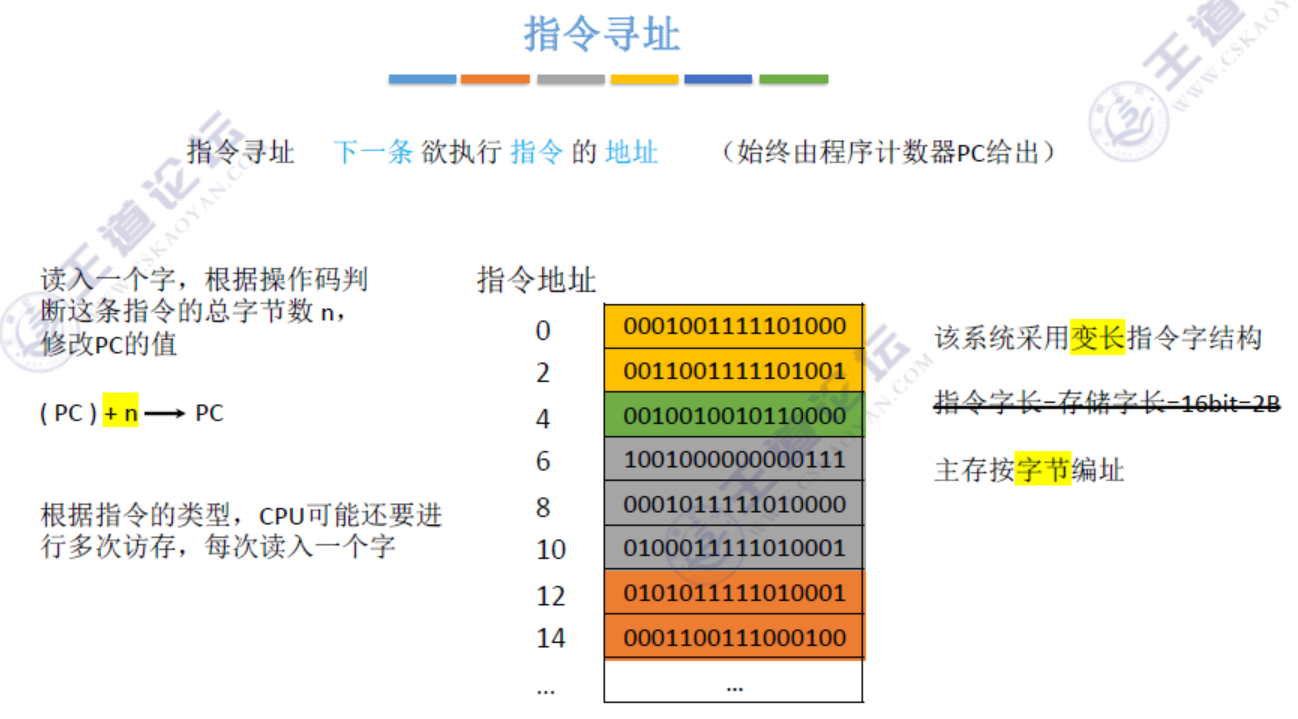 指令寻址
指令寻址 下一条 欲执行 指令 的 地址 （始终由程序计数器PC给出）
读入一个字，根据操作码判
断这条指令的总字节数 n，
修改PC的值
( PC ) + n → PC
根据指令的类型，CPU可能还要进
行多次访存，每次读入一个字
指令地址
0 0001001111101000
2 0011001111101001
4 0010010010110000
6 1001000000000111
8 0001011111010000
10 0100011111010001
12 0101011111010001
14 0001100111000100
... ...
该系统采用变长指令字结构
指令字长=存储字长=16bit=2B
主存按字节编址
王道论坛
王道论坛
WWW.CSKAOYAN.COM